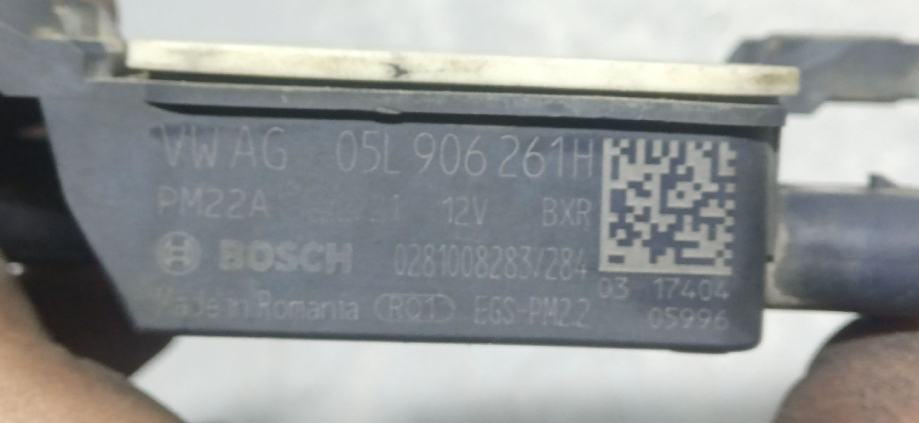 VW AG 05L 906 261H
PM22A 12V BXR
BOSCH 0281008283/284
Made in Romania RO1 EGS-PM2.2
03 17404
05996